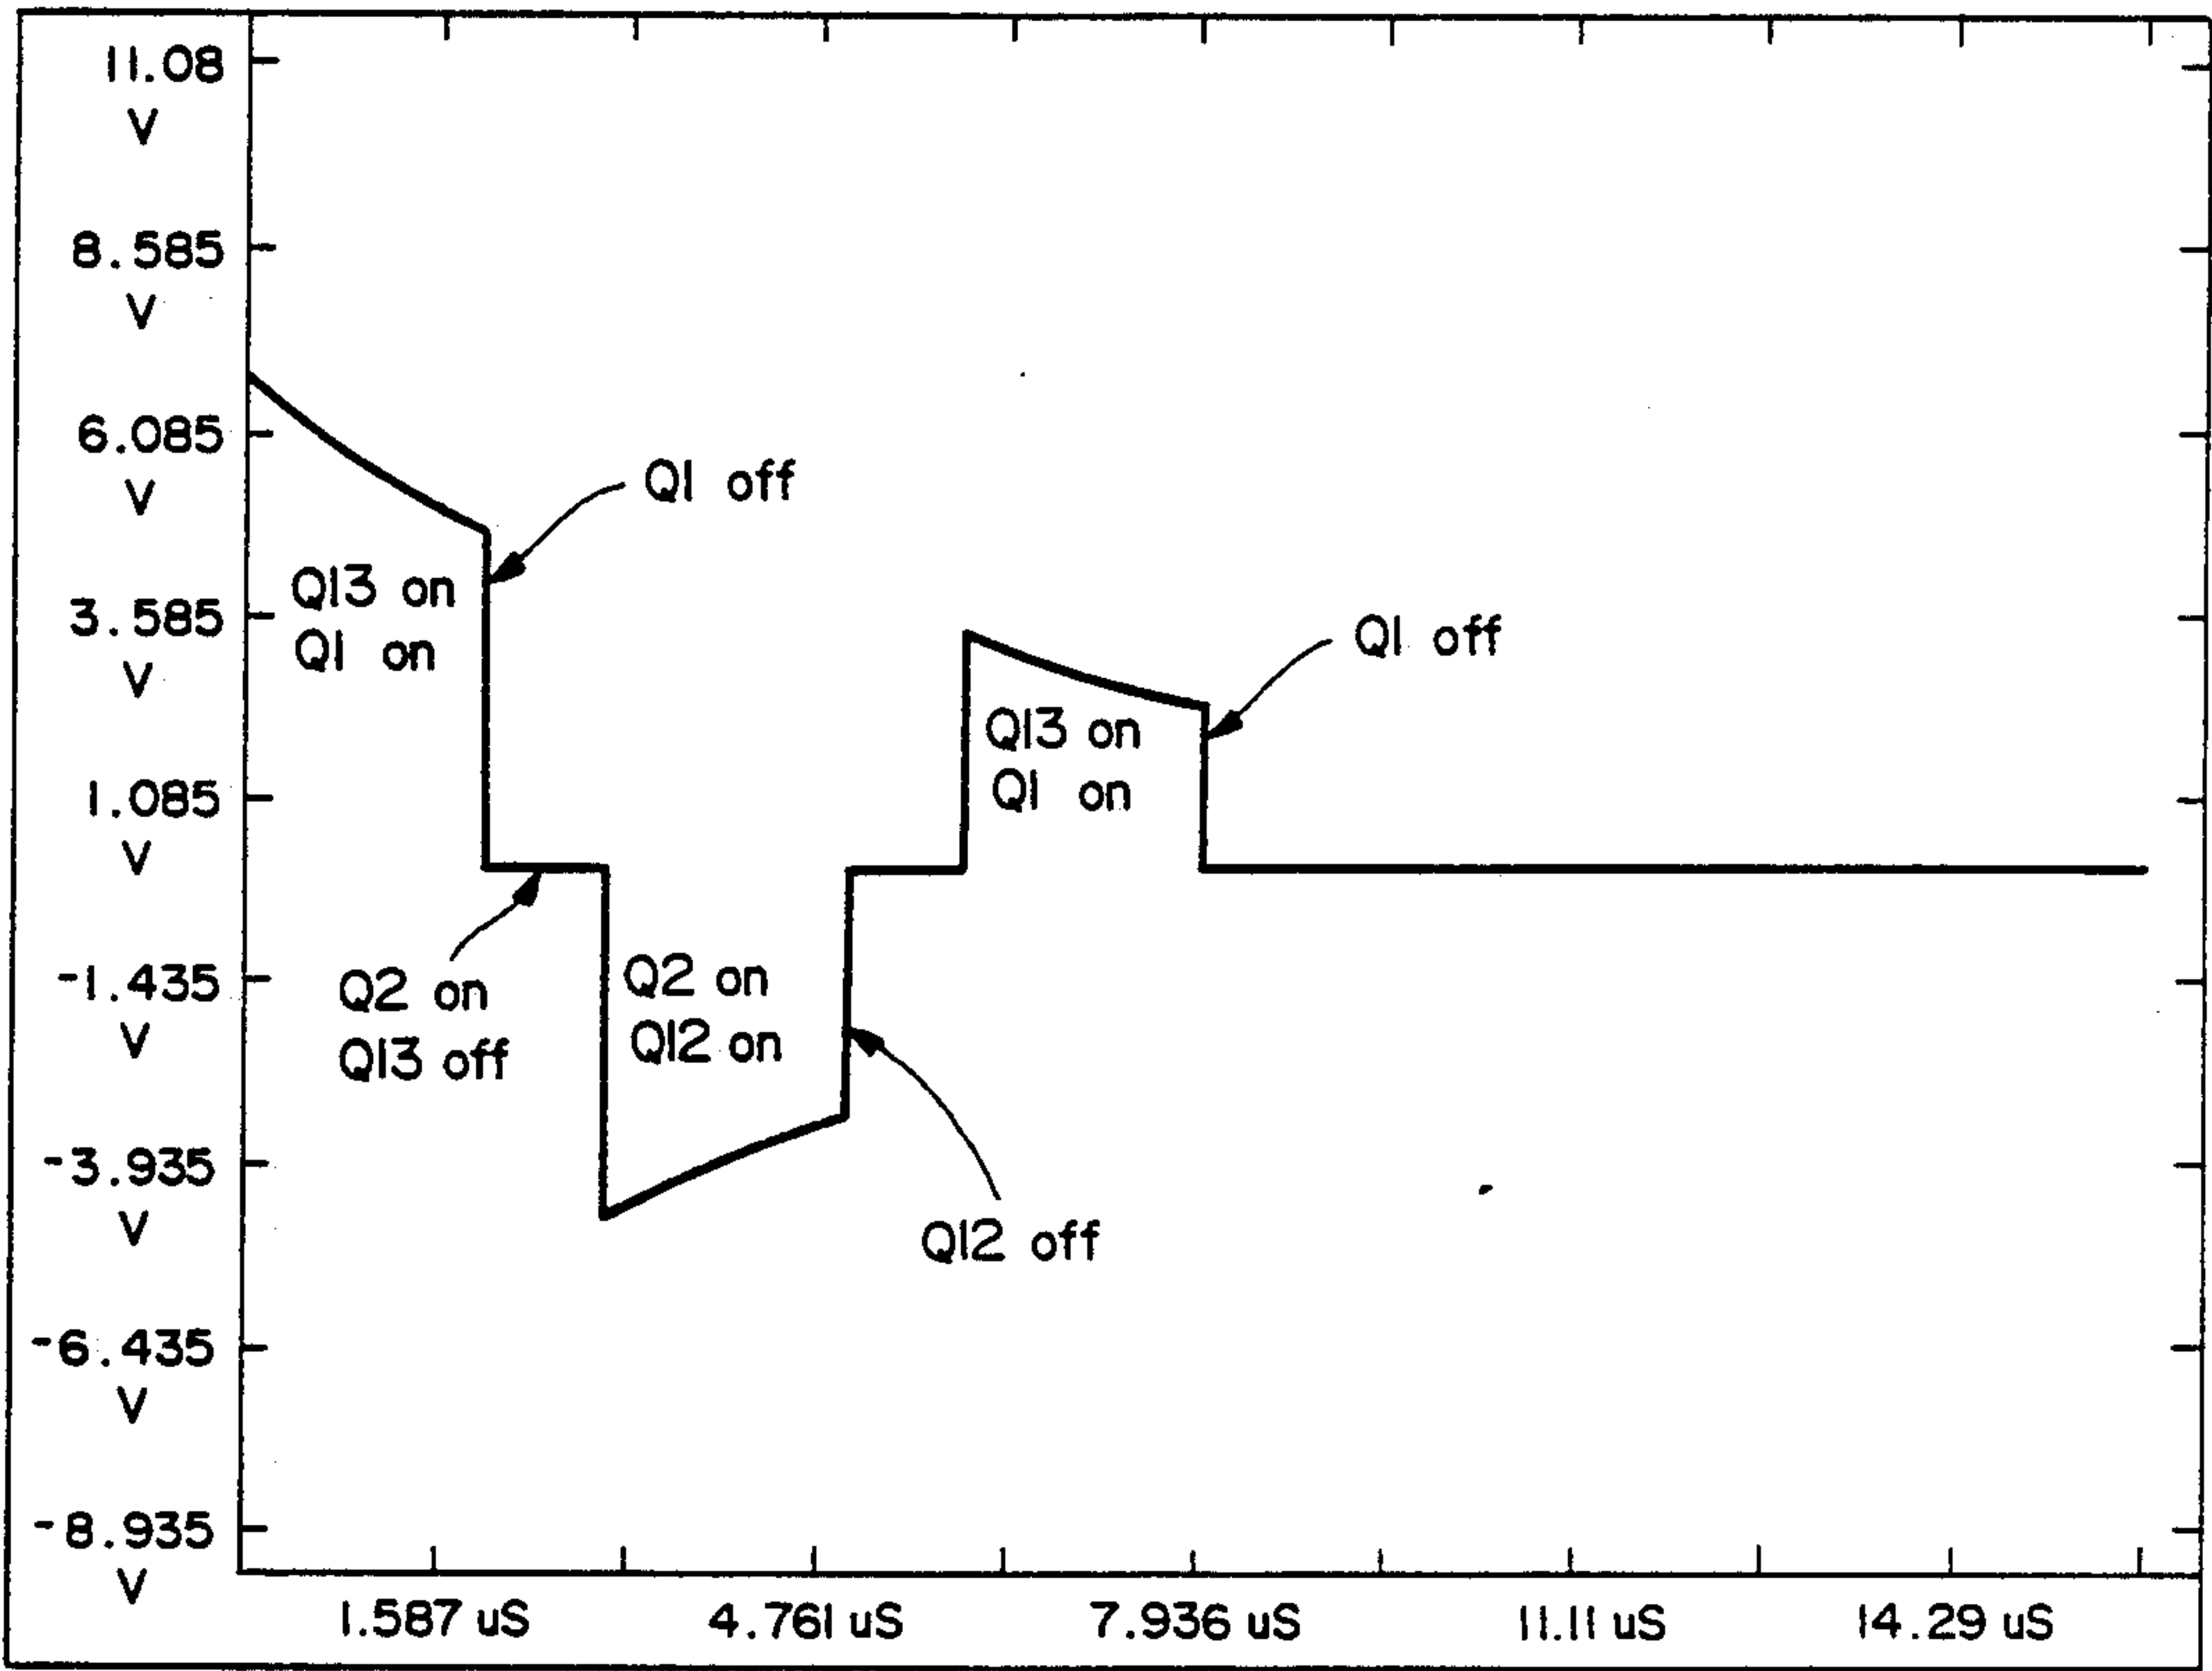 11.08
V
8.585
V
6.085
V
3.585
V
1.085
V
-1.435
V
-3.935
V
-6.435
V
-8.935
V
Q1 off
Q13 on
Q1 on
Q2 on
Q13 off
Q2 on
Q12 on
Q12 off
Q13 on
Q1 on
Q1 off
1.587 uS
4.761 uS
7.936 uS
11.11 uS
14.29 uS